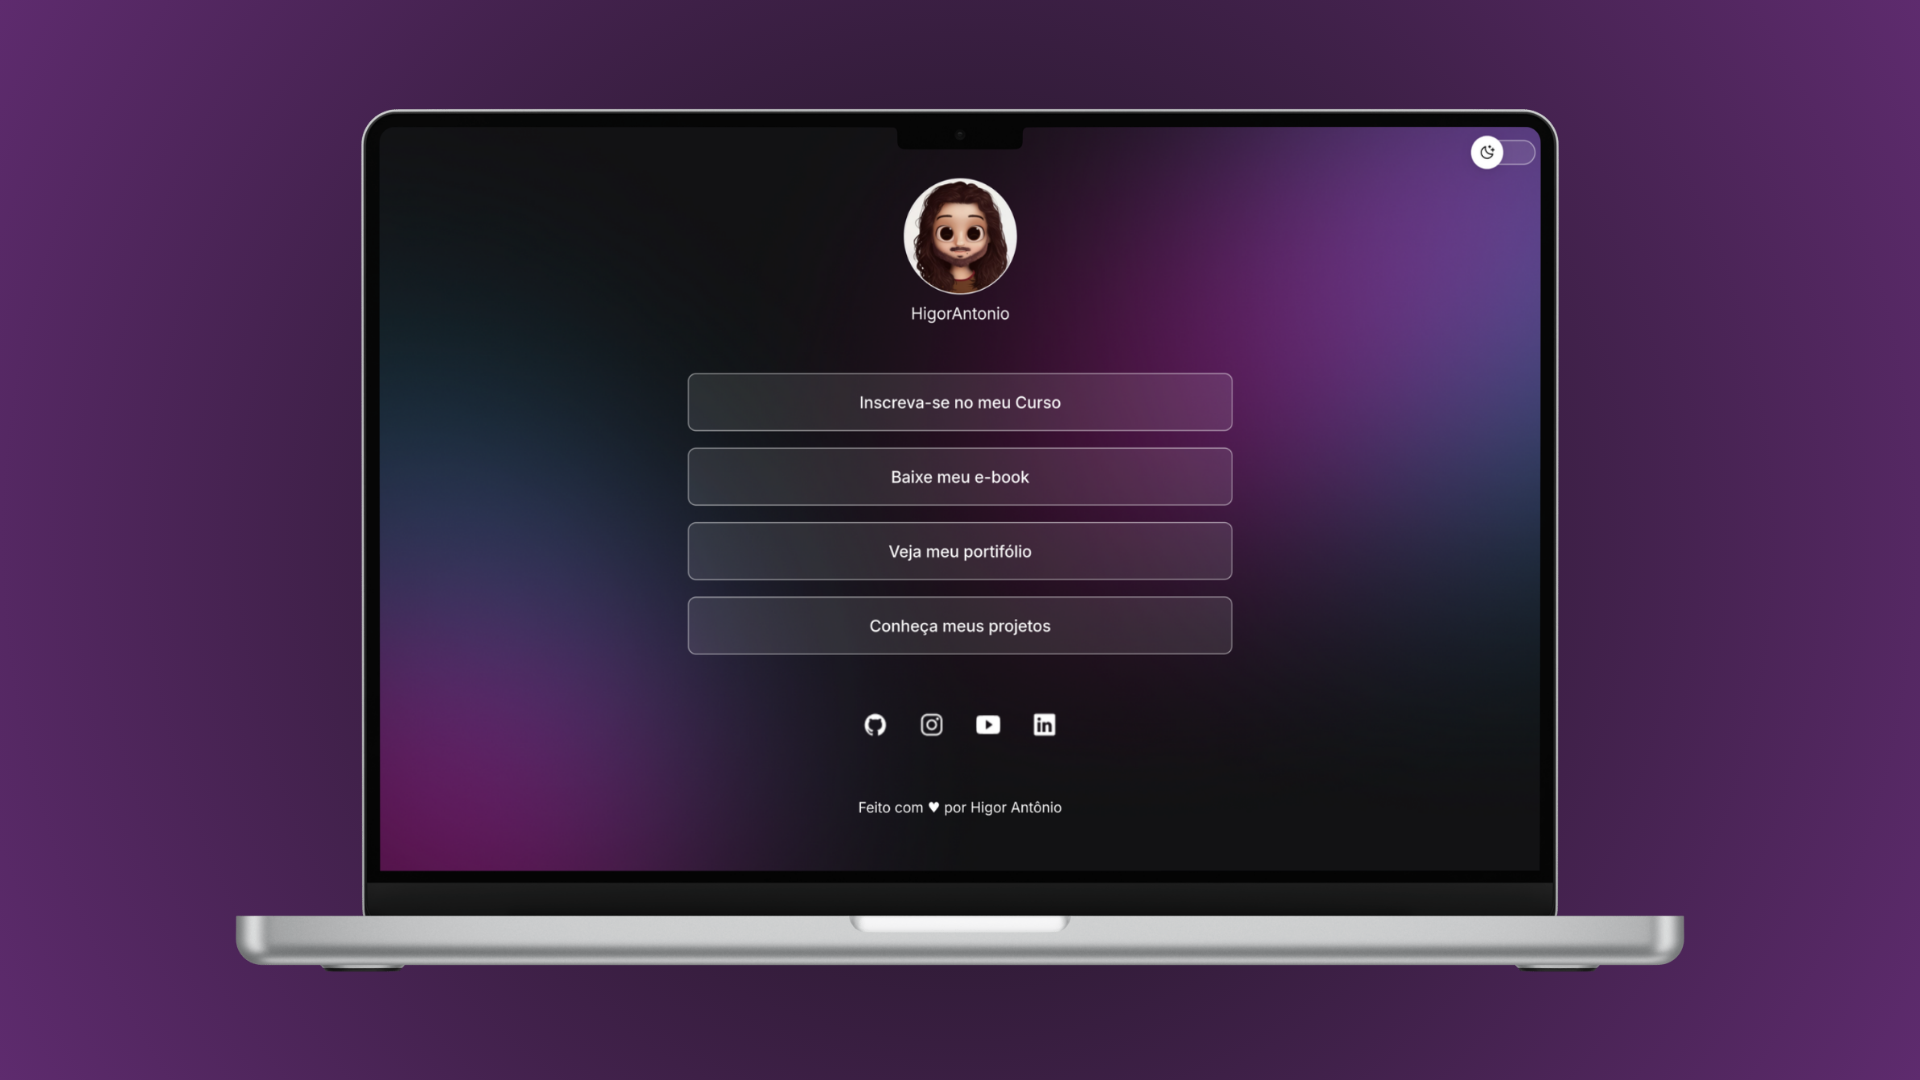 HigorAntonio
Inscreva-se no meu Curso
Baixe meu e-book
Veja meu portifólio
Conheça meus projetos
in
Feito com ♥ por Higor Antônio